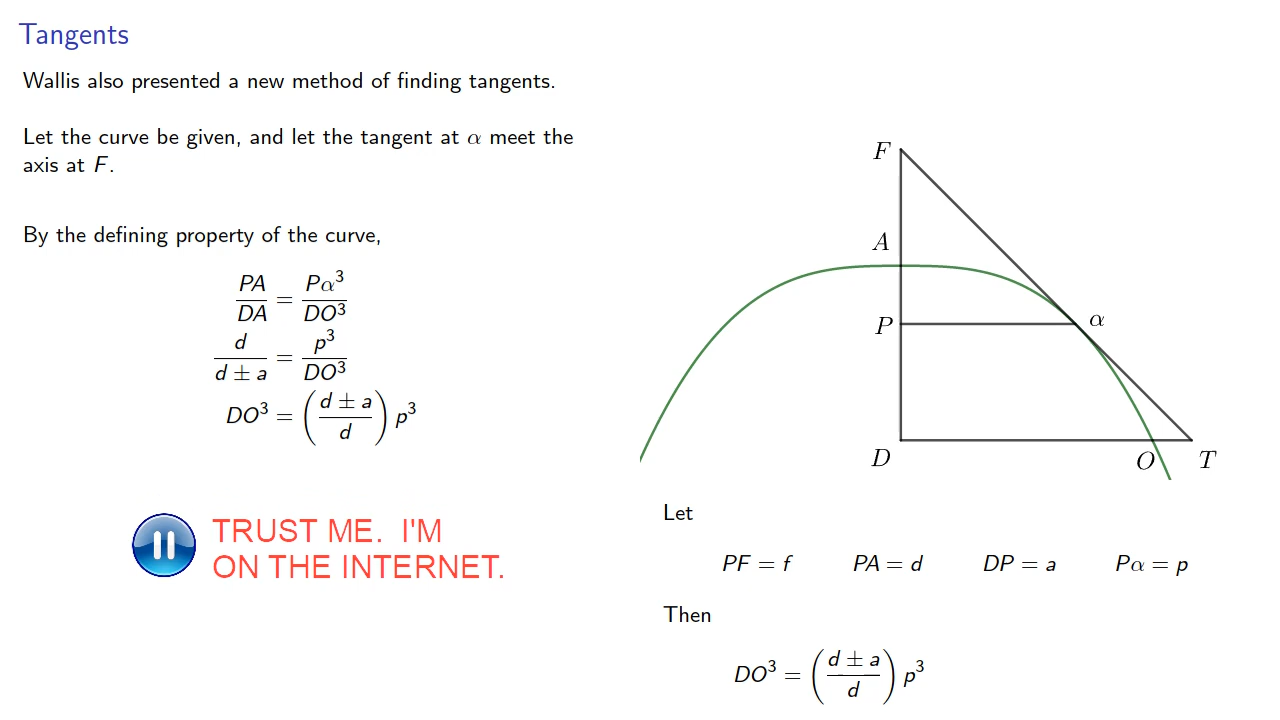 Tangents
Wallis also presented a new method of finding tangents.
Let the curve be given, and let the tangent at α meet the
axis at F.
By the defining property of the curve,
PA/DA = Pα³/DO³
d/(d ± a) = p³/DO³
DO³ = ((d ± a)/d) p³
TRUST ME. I'M
ON THE INTERNET.
F
A
P
α
D
O
T
Let
PF = f PA = d DP = a Pα = p
Then
DO³ = ((d ± a)/d) p³